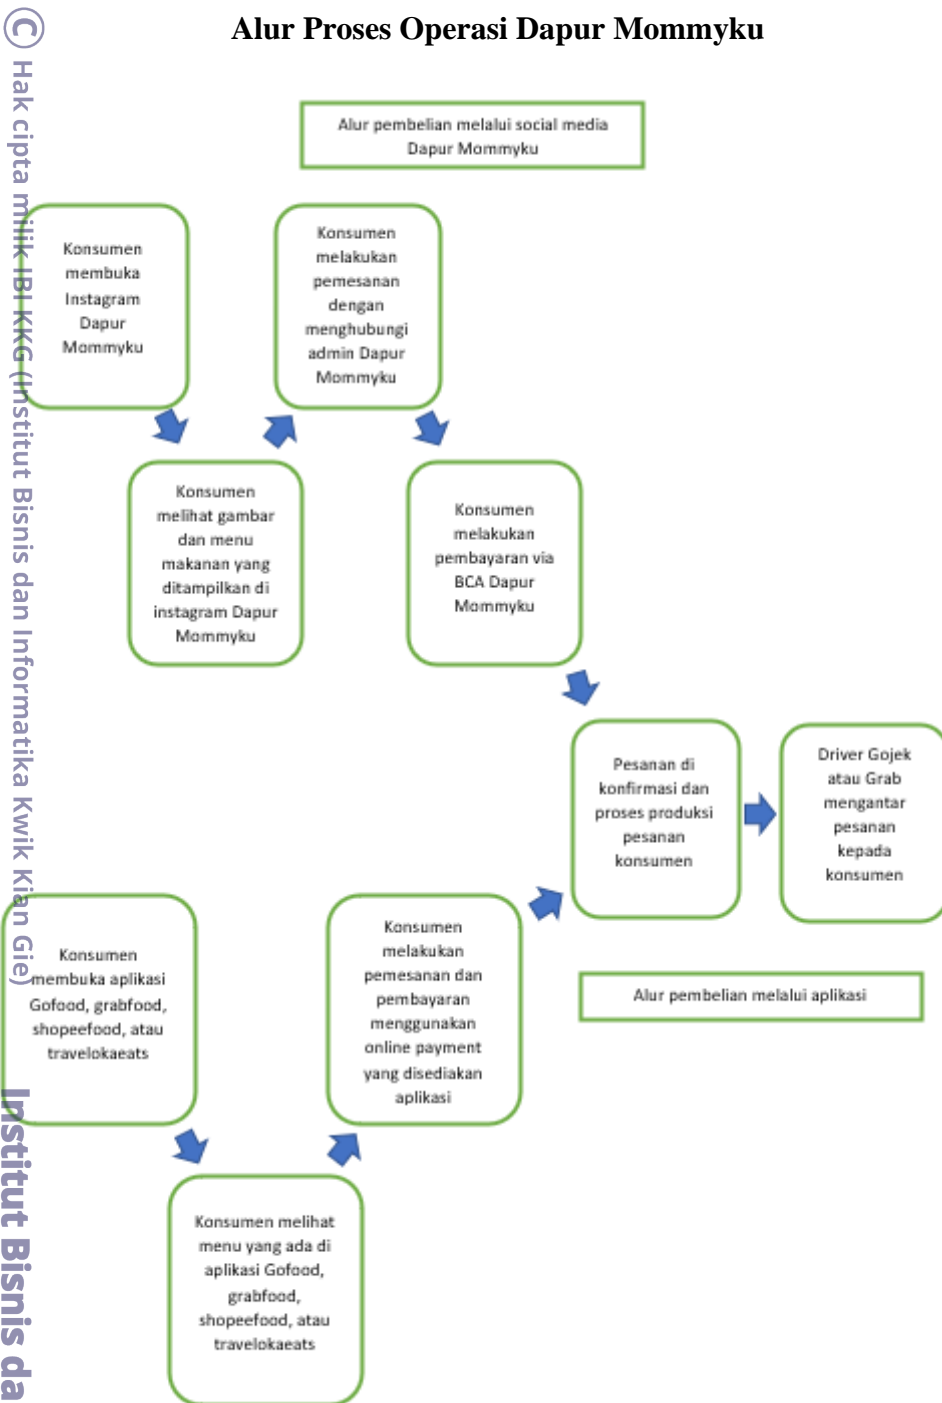 Alur Proses Operasi Dapur Mommyku
Alur pembelian melalui social media
Dapur Mommyku
Konsumen
membuka
Instagram
Dapur
Mommyku
Konsumen
melihat gambar
dan menu
makanan yang
ditampilkan di
instagram Dapur
Mommyku
Konsumen
melakukan
pemesanan
dengan
menghubungi
admin Dapur
Mommyku
Konsumen
melakukan
pembayaran via
BCA Dapur
Mommyku
Pesanan di
konfirmasi dan
proses produksi
pesanan
konsumen
Driver Gojek
atau Grab
mengantar
pesanan
kepada
konsumen
Alur pembelian melalui aplikasi
Konsumen
membuka aplikasi
Gofood, grabfood,
shopeefood, atau
travelokaeats
Konsumen melihat
menu yang ada di
aplikasi Gofood,
grabfood,
shopeefood, atau
travelokaeats
Konsumen
melakukan
pemesanan dan
pembayaran
menggunakan
online payment
yang disediakan
aplikasi
© Hak cipta milik IBI KKG (Institut Bisnis dan Informatika Kwik Kian Gie)
Institut Bisnis da